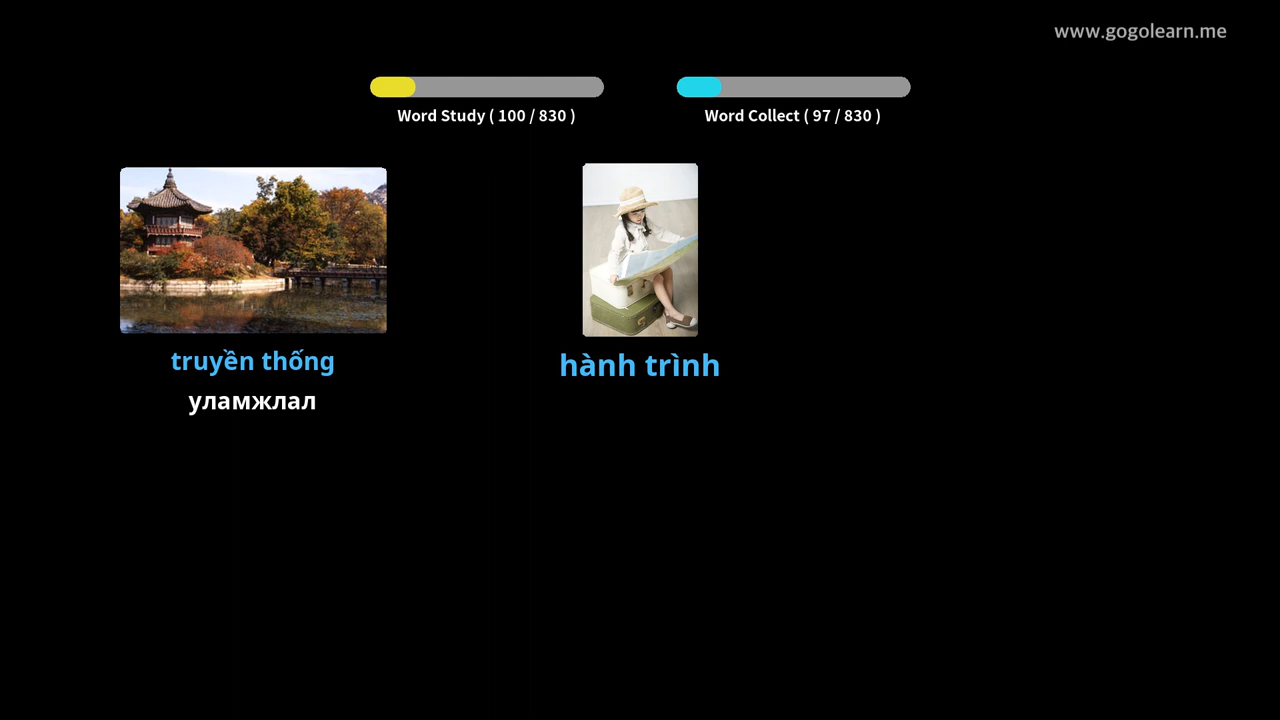 www.gogolearn.me
Word Study ( 100 / 830 )
Word Collect ( 97 / 830 )
truyền thống
уламжлал
hành trình